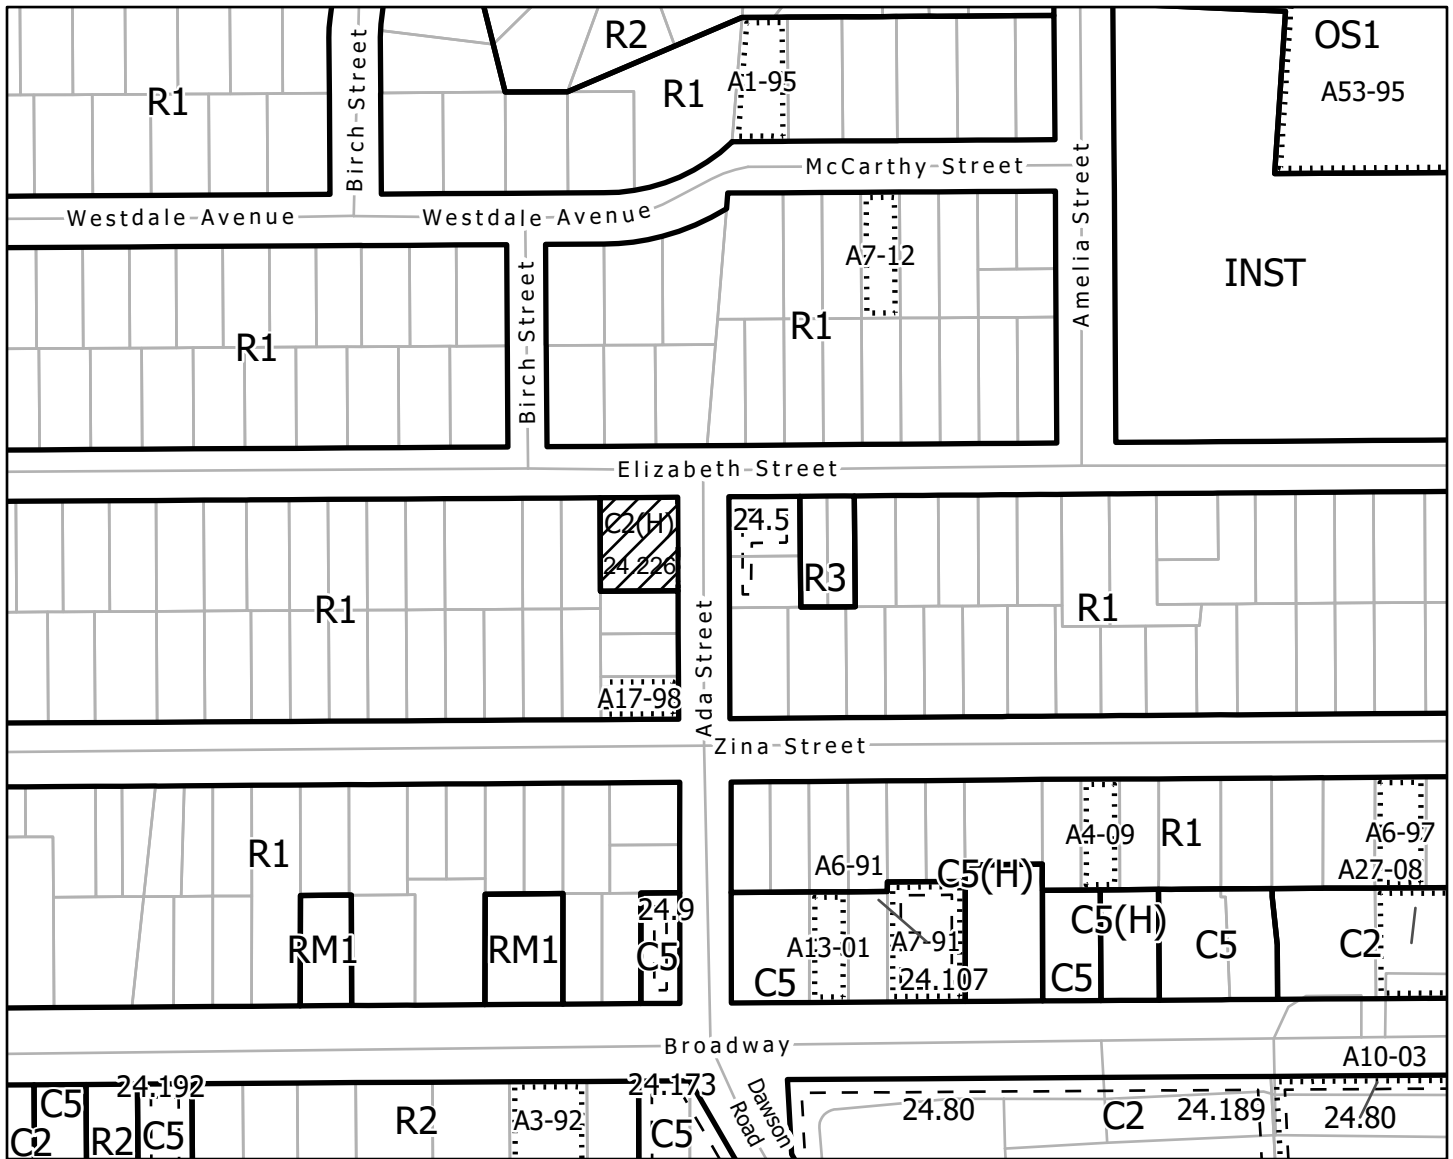 R2
OS1
R1
R1
A1-95
A53-95
Birch Street
McCarthy Street
Westdale Avenue
Westdale Avenue
Amelia Street
A7-12
INST
R1
R1
Birch Street
Elizabeth Street
C2(H)
24.226
24.5
R3
R1
R1
A17-98
Ada Street
Zina Street
R1
A4-09
R1
A6-97
A27-08
A6-91
C5(H)
RM1
RM1
24.9
C5
A13-01
A7-91
24.107
C5
C5(H)
C5
C5
C2
Broadway
A10-03
24.192
24.173
C5
C2
R2
C5
R2
A3-92
C5
Dawson
Road
24.80
C2
24.189
24.80